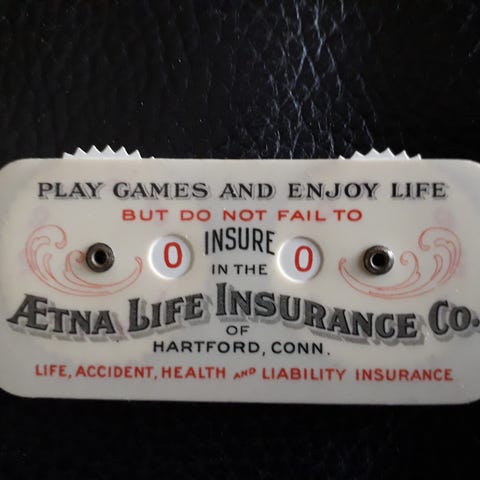 PLAY GAMES AND ENJOY LIFE
BUT DO NOT FAIL TO
0 INSURE 0
IN THE
ÆTNA LIFE INSURANCE CO.
OF
HARTFORD, CONN.
LIFE, ACCIDENT, HEALTH AND LIABILITY INSURANCE